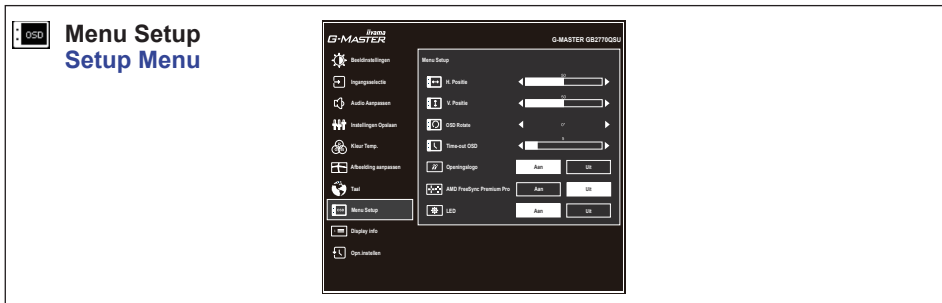 OSD
Menu Setup
Setup Menu
iiyama
G-MASTER
G-MASTER GB2770QSU
Beeldinstellingen
Ingangsselectie
Audio Aanpassen
Instellingen Opslaan
Kleur Temp.
Afbeelding aanpassen
Taal
OSD
Menu Setup
Display info
Opn.instellen
Menu Setup
H. Positie
50
V. Positie
50
OSD Rotate
0°
Time-out OSD
Openingslogo
Aan
Uit
AMD FreeSync Premium Pro
Aan
Uit
LED
Aan
Uit